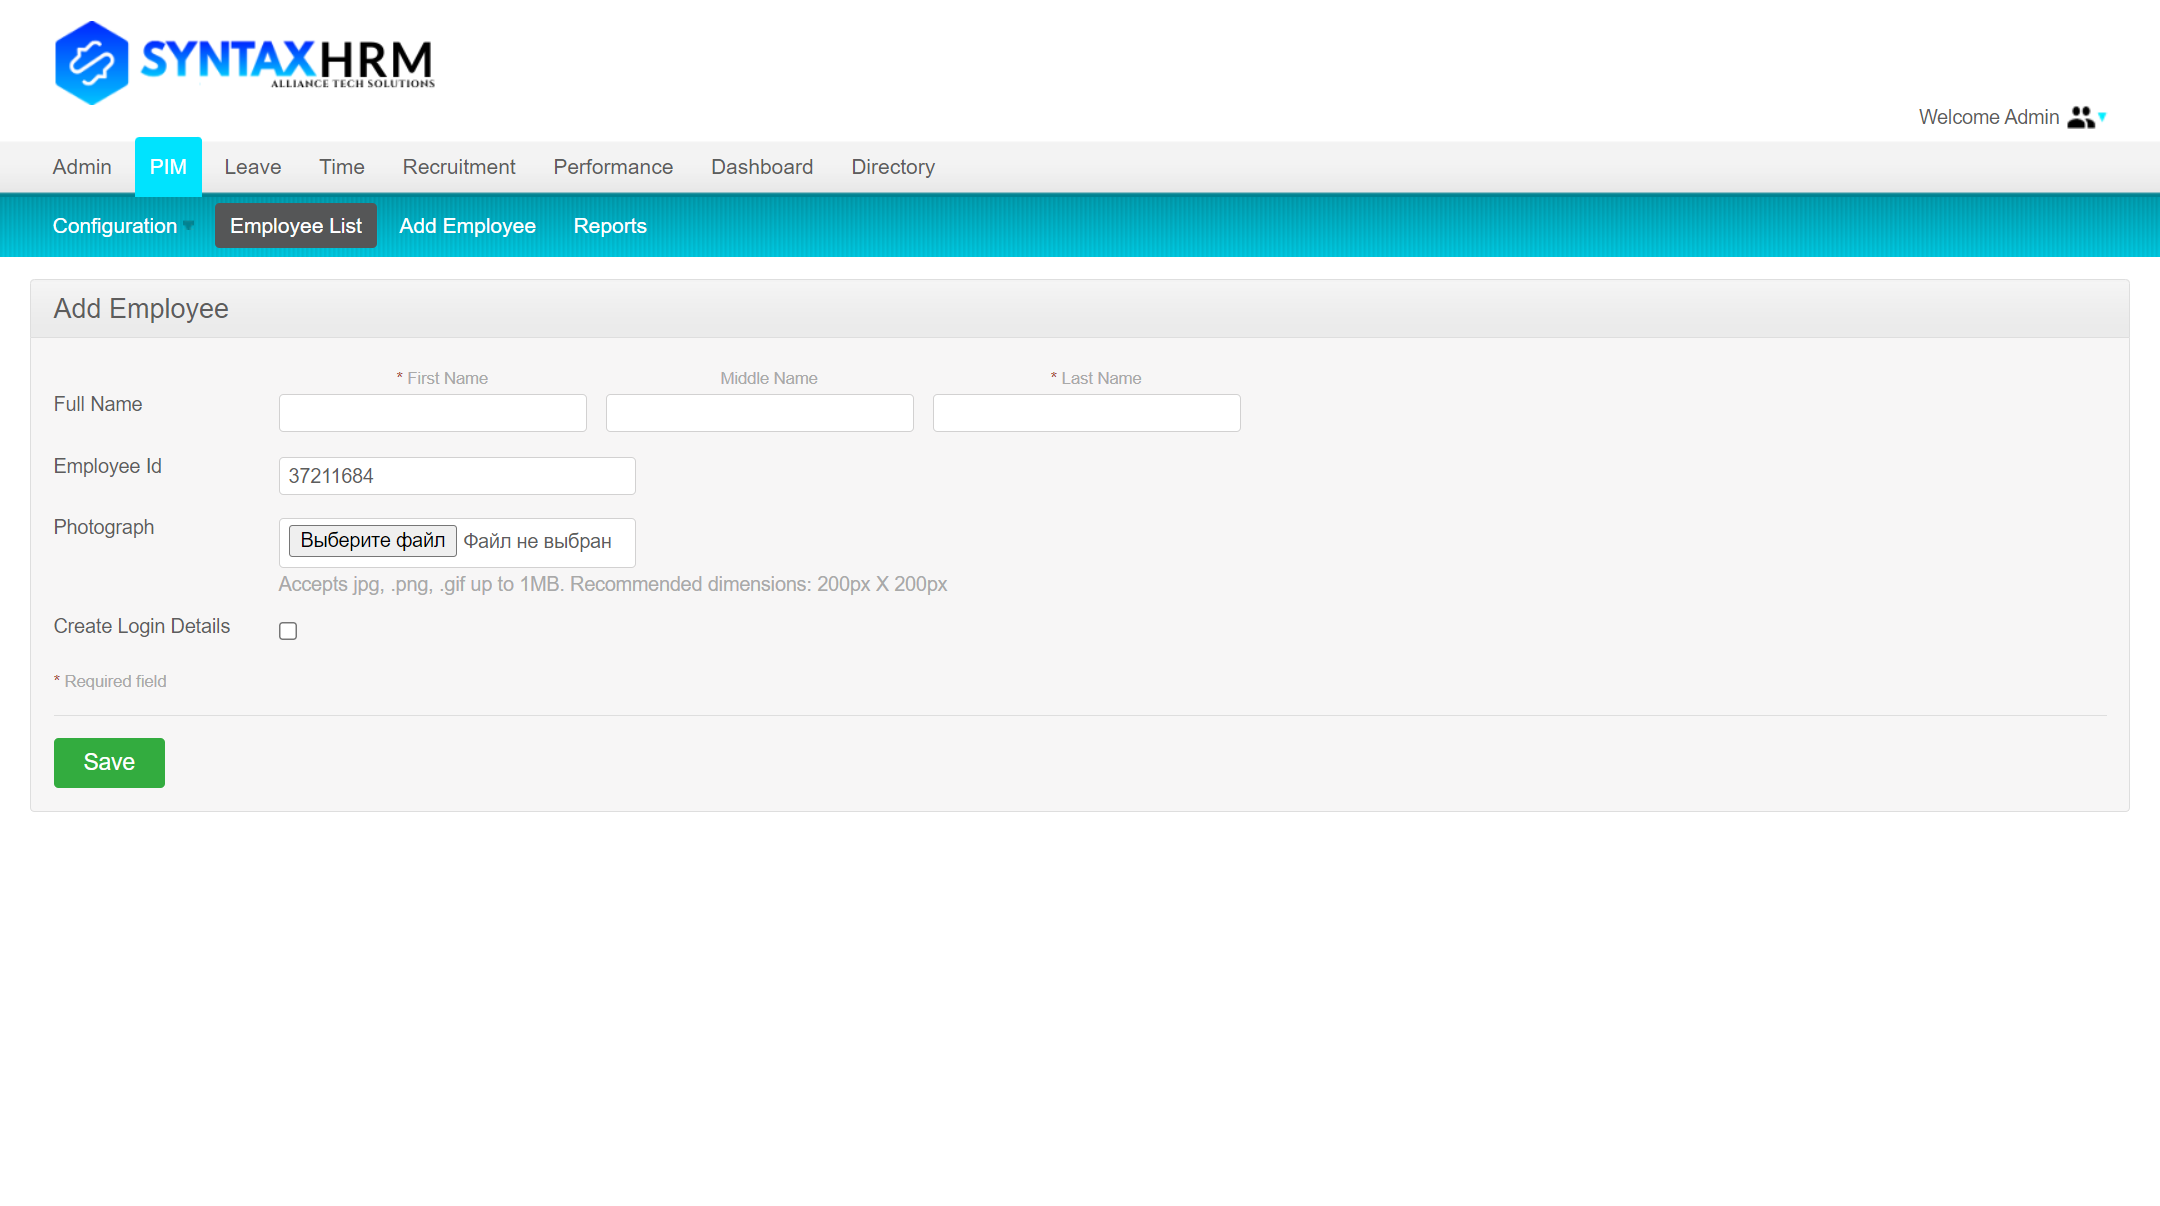 SYNTAXHRM
ALLIANCE TECH SOLUTIONS
Welcome Admin
Admin PIM Leave Time Recruitment Performance Dashboard Directory
Configuration Employee List Add Employee Reports
Add Employee
* First Name Middle Name * Last Name
Full Name
Employee Id 37211684
Photograph Выберите файл Файл не выбран
Accepts jpg, .png, .gif up to 1MB. Recommended dimensions: 200px X 200px
Create Login Details
* Required field
Save